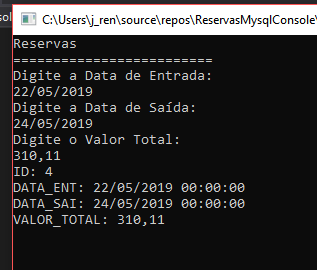 C:\Users\j_ren\source\repos\ReservasMysqlConsole\
Reservas
=========================
Digite a Data de Entrada:
22/05/2019
Digite a Data de Saída:
24/05/2019
Digite o Valor Total:
310,11
ID: 4
DATA_ENT: 22/05/2019 00:00:00
DATA_SAI: 24/05/2019 00:00:00
VALOR_TOTAL: 310,11